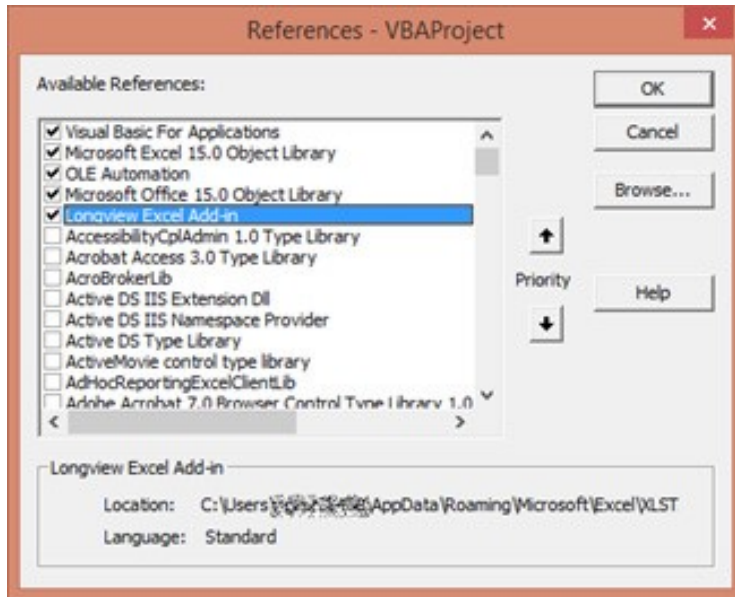 References - VBAProject
Available References:
OK
Visual Basic For Applications
Microsoft Excel 15.0 Object Library
OLE Automation
Microsoft Office 15.0 Object Library
Longview Excel Add-in
AccessibilityCplAdmin 1.0 Type Library
Acrobat Access 3.0 Type Library
AcroBrokerLib
Active DS IIS Extension Dll
Active DS IIS Namespace Provider
Active DS Type Library
ActiveMovie control type library
AdHocReportingExcelClientLib
Adobe Acrobat 7.0 Browser Control Type Library 1.0
Cancel
Browse...
Priority
Help
Longview Excel Add-in
Location: C:\Users\ \AppData\Roaming\Microsoft\Excel\XLST
Language: Standard